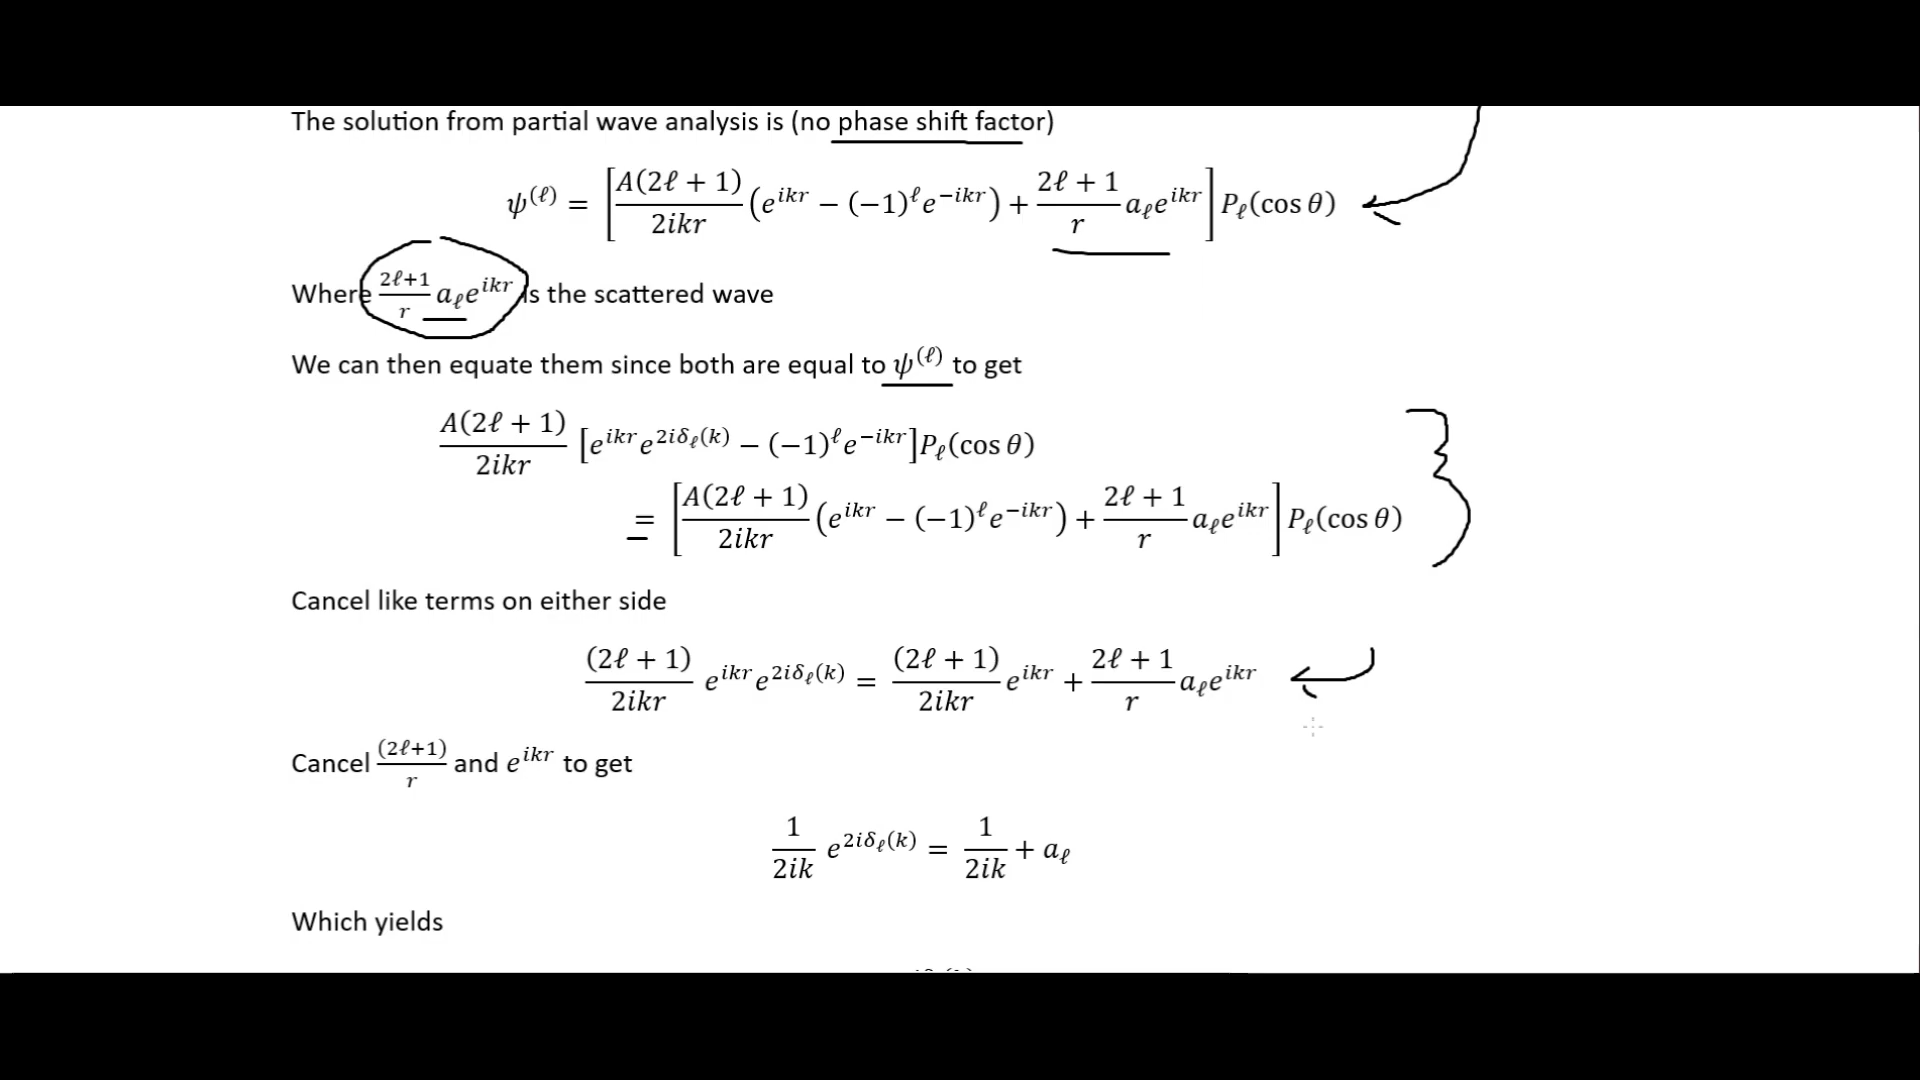 The solution from partial wave analysis is (no phase shift factor)
ψ^(ℓ) = [A(2ℓ + 1)/2ikr (e^{ikr} − (−1)^ℓ e^{−ikr}) + (2ℓ + 1)/r a_ℓ e^{ikr}] P_ℓ(cos θ)
Where (2ℓ+1)/r a_ℓ e^{ikr} is the scattered wave
We can then equate them since both are equal to ψ^(ℓ) to get
A(2ℓ + 1)/2ikr [e^{ikr} e^{2iδ_ℓ(k)} − (−1)^ℓ e^{−ikr}] P_ℓ(cos θ)
= [A(2ℓ + 1)/2ikr (e^{ikr} − (−1)^ℓ e^{−ikr}) + (2ℓ + 1)/r a_ℓ e^{ikr}] P_ℓ(cos θ)
Cancel like terms on either side
(2ℓ + 1)/2ikr e^{ikr} e^{2iδ_ℓ(k)} = (2ℓ + 1)/2ikr e^{ikr} + (2ℓ + 1)/r a_ℓ e^{ikr}
Cancel (2ℓ+1)/r and e^{ikr} to get
1/2ik e^{2iδ_ℓ(k)} = 1/2ik + a_ℓ
Which yields